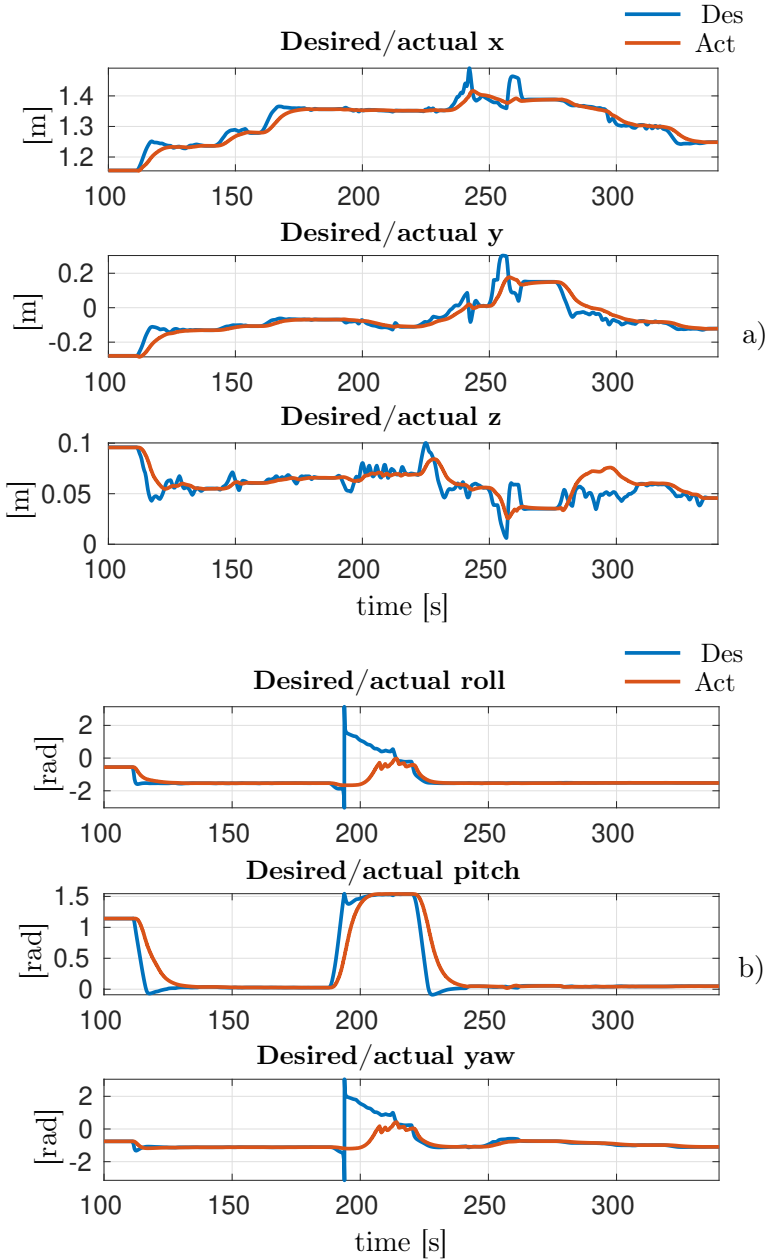 Des
Desired/actual x
Act
1.4
1.3
1.2
[m]
100 150 200 250 300
Desired/actual y
0.2
0
-0.2
[m]
a)
100 150 200 250 300
Desired/actual z
0.1
0.05
0
[m]
100 150 200 250 300
time [s]
Des
Desired/actual roll
Act
2
0
-2
[rad]
100 150 200 250 300
Desired/actual pitch
1.5
1
0.5
0
[rad]
b)
100 150 200 250 300
Desired/actual yaw
2
0
-2
[rad]
100 150 200 250 300
time [s]